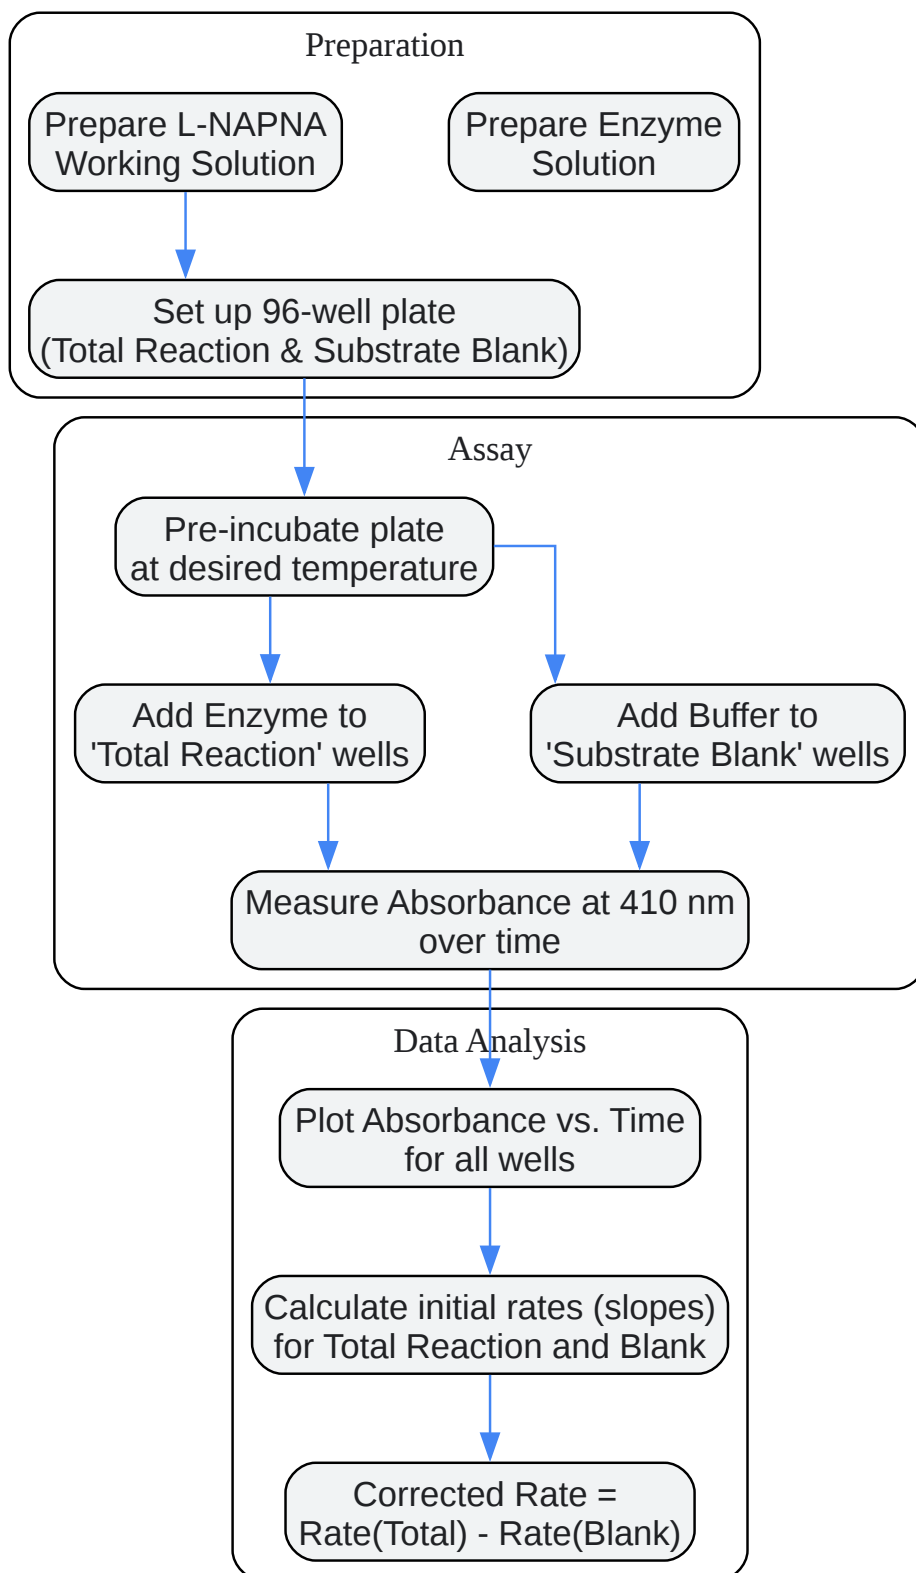 Preparation
Prepare L-NAPNA
Working Solution
Prepare Enzyme
Solution
Set up 96-well plate
(Total Reaction & Substrate Blank)
Assay
Pre-incubate plate
at desired temperature
Add Enzyme to
'Total Reaction' wells
Add Buffer to
'Substrate Blank' wells
Measure Absorbance at 410 nm
over time
Data Analysis
Plot Absorbance vs. Time
for all wells
Calculate initial rates (slopes)
for Total Reaction and Blank
Corrected Rate =
Rate(Total) - Rate(Blank)